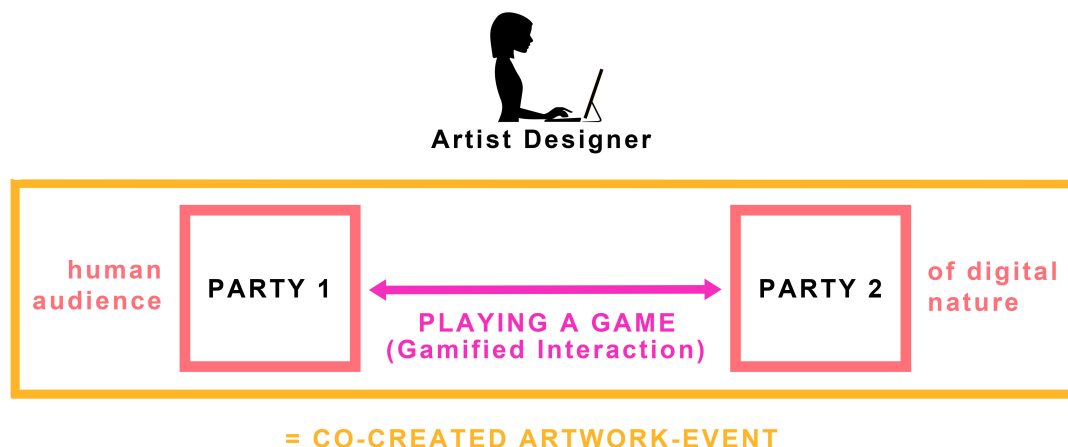 Artist Designer
human
audience
PARTY 1
PLAYING A GAME
(Gamified Interaction)
PARTY 2
of digital
nature
= CO-CREATED ARTWORK-EVENT